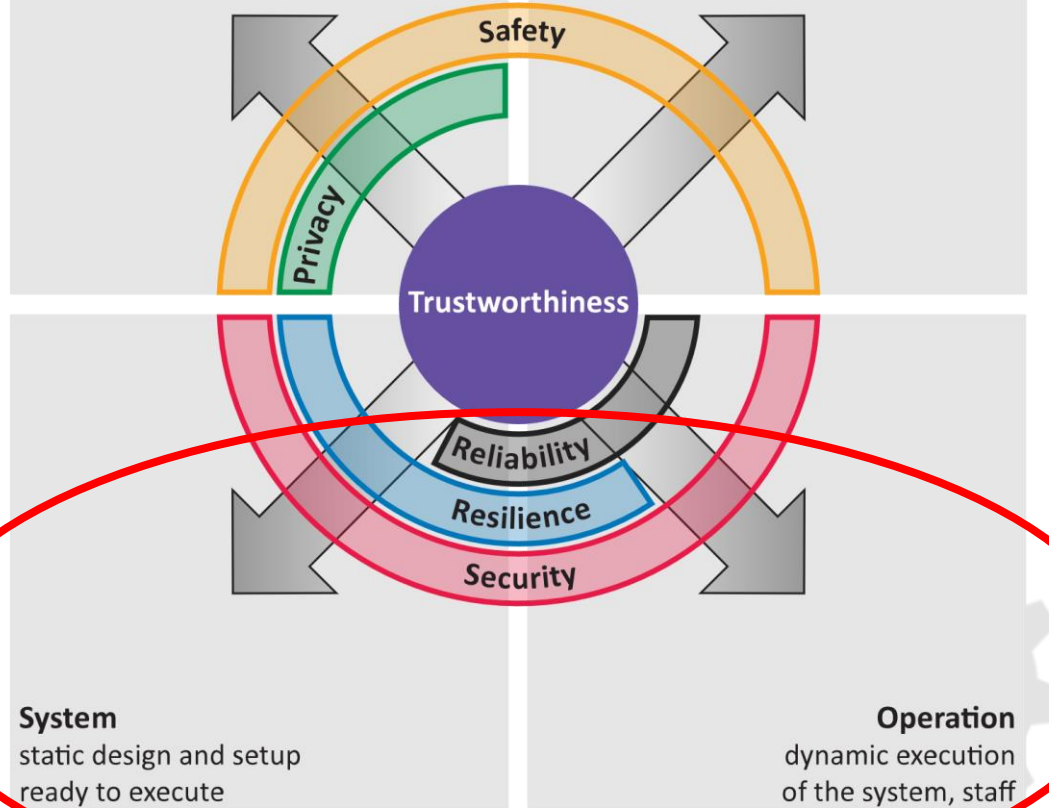 Safety
Privacy
Trustworthiness
Reliability
Resilience
Security
System
static design and setup
ready to execute
Operation
dynamic execution
of the system, staff